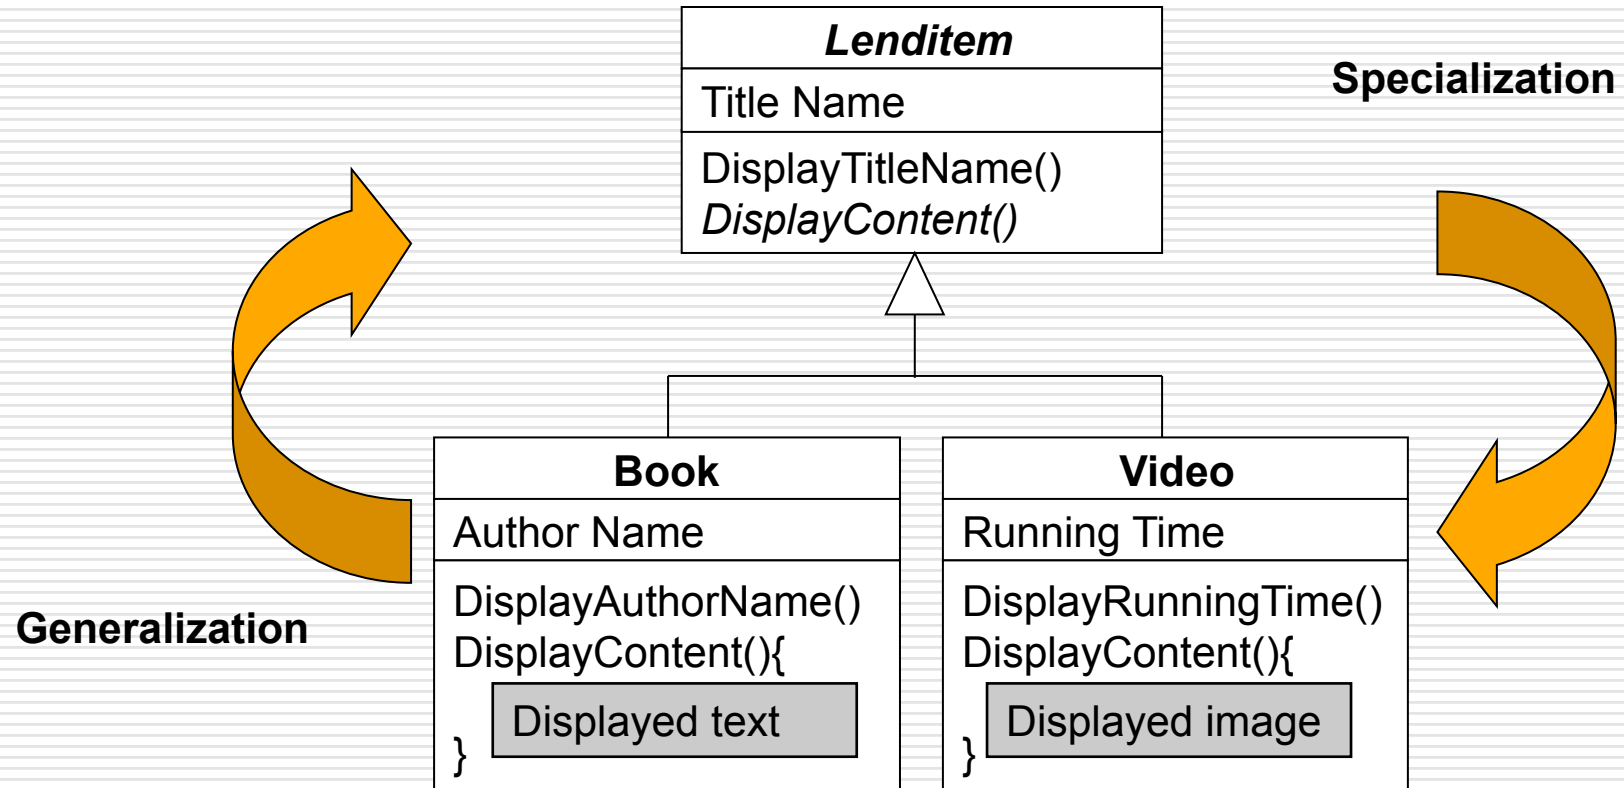 Lenditem
Title Name
DisplayTitleName()
DisplayContent()
Specialization
Generalization
Book
Author Name
DisplayAuthorName()
DisplayContent(){
Displayed text
}
Video
Running Time
DisplayRunningTime()
DisplayContent(){
Displayed image
}